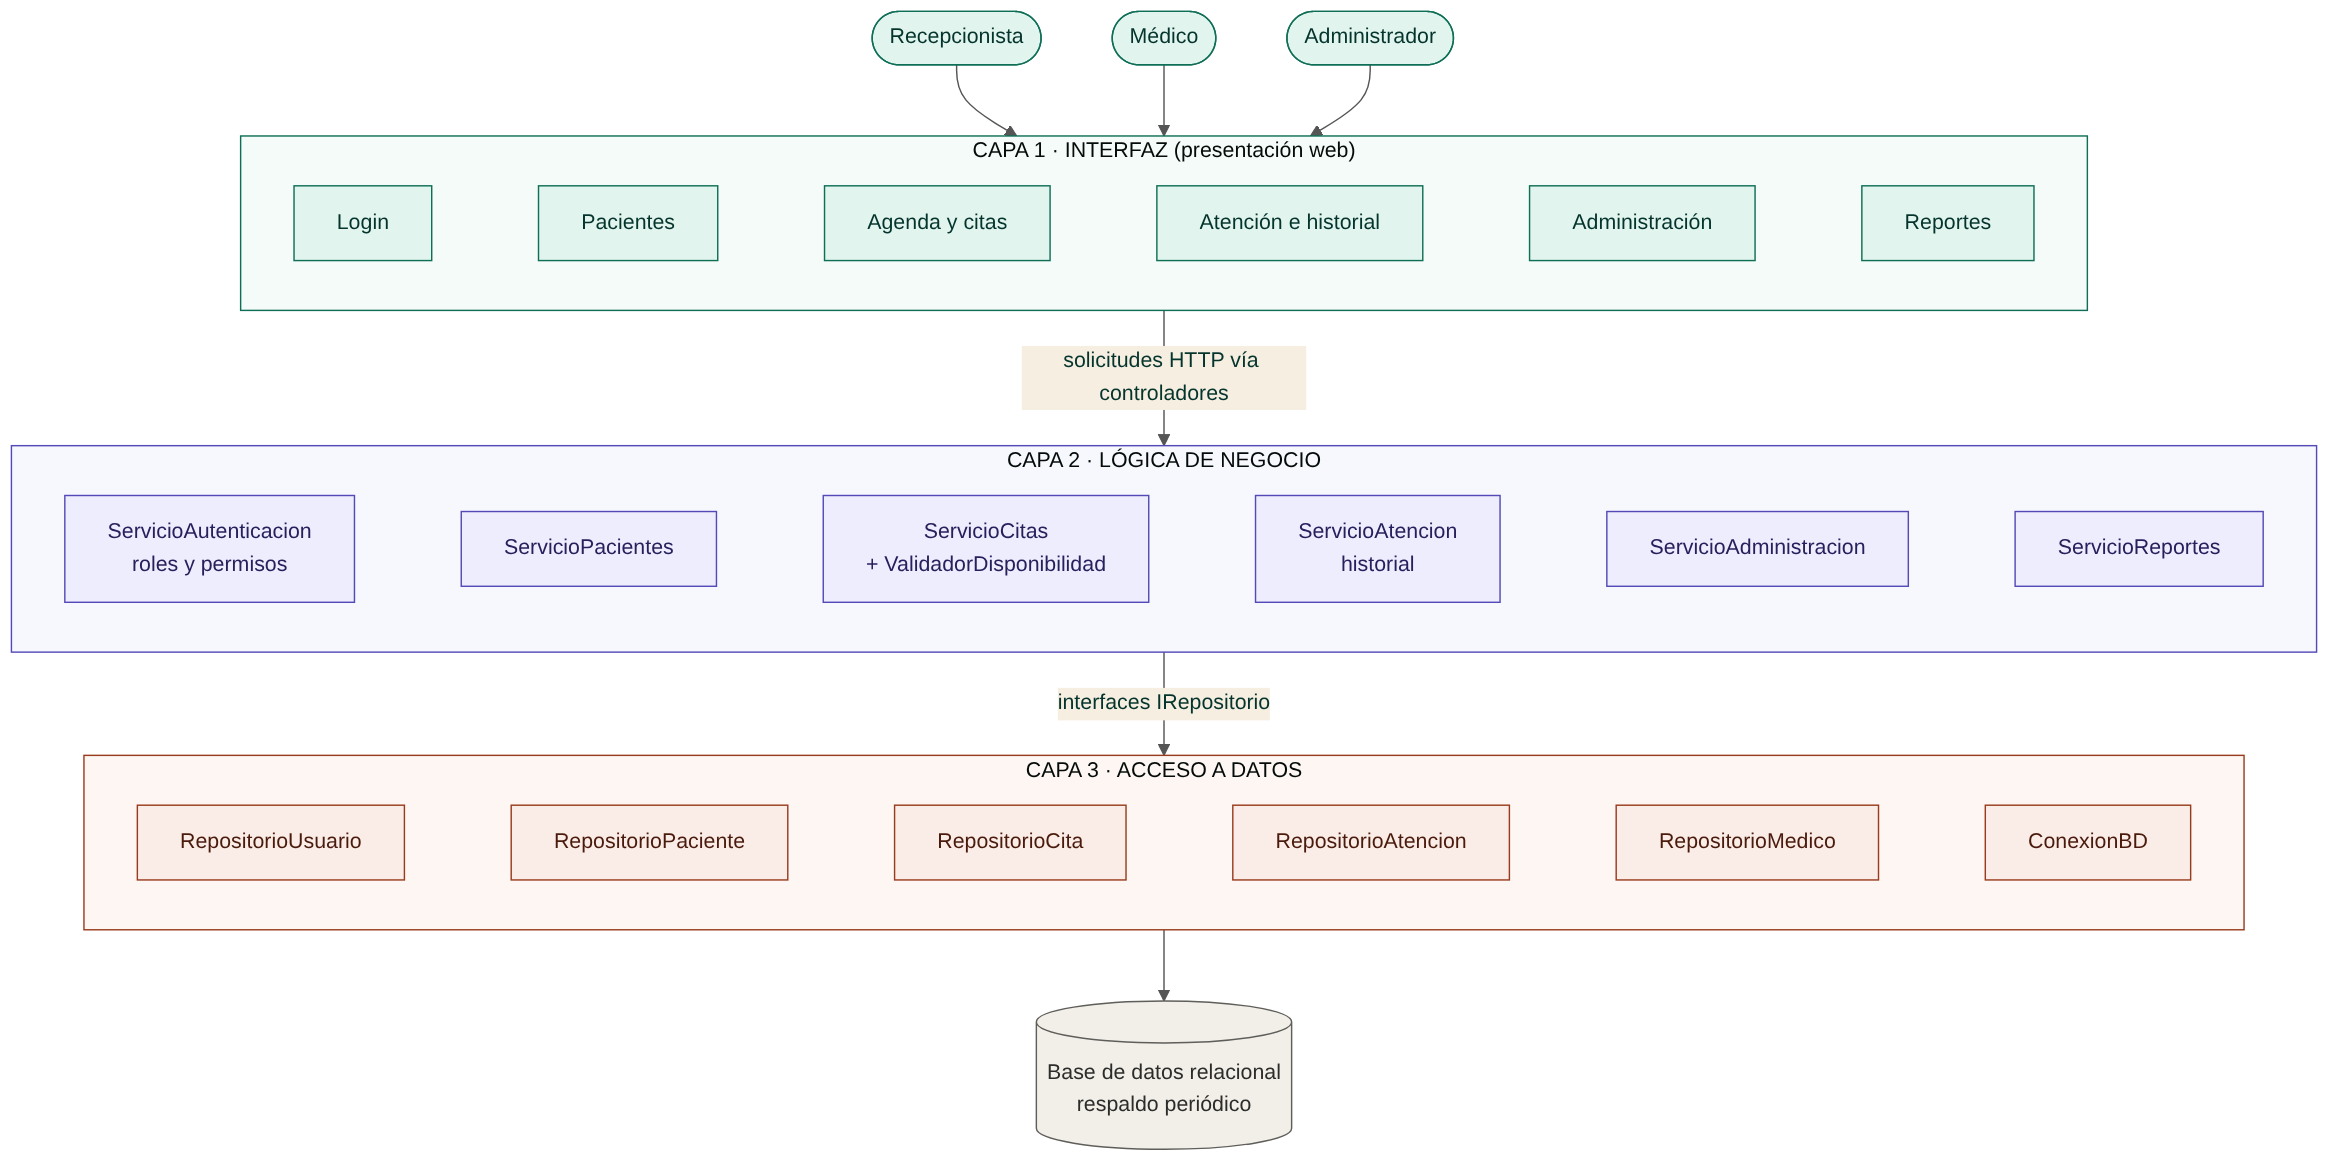 Recepcionista
Médico
Administrador
CAPA 1 · INTERFAZ (presentación web)
Login
Pacientes
Agenda y citas
Atención e historial
Administración
Reportes
solicitudes HTTP vía
controladores
CAPA 2 · LÓGICA DE NEGOCIO
ServicioAutenticacion
roles y permisos
ServicioPacientes
ServicioCitas
+ ValidadorDisponibilidad
ServicioAtencion
historial
ServicioAdministracion
ServicioReportes
interfaces IRepositorio
CAPA 3 · ACCESO A DATOS
RepositorioUsuario
RepositorioPaciente
RepositorioCita
RepositorioAtencion
RepositorioMedico
ConexionBD
Base de datos relacional
respaldo periódico